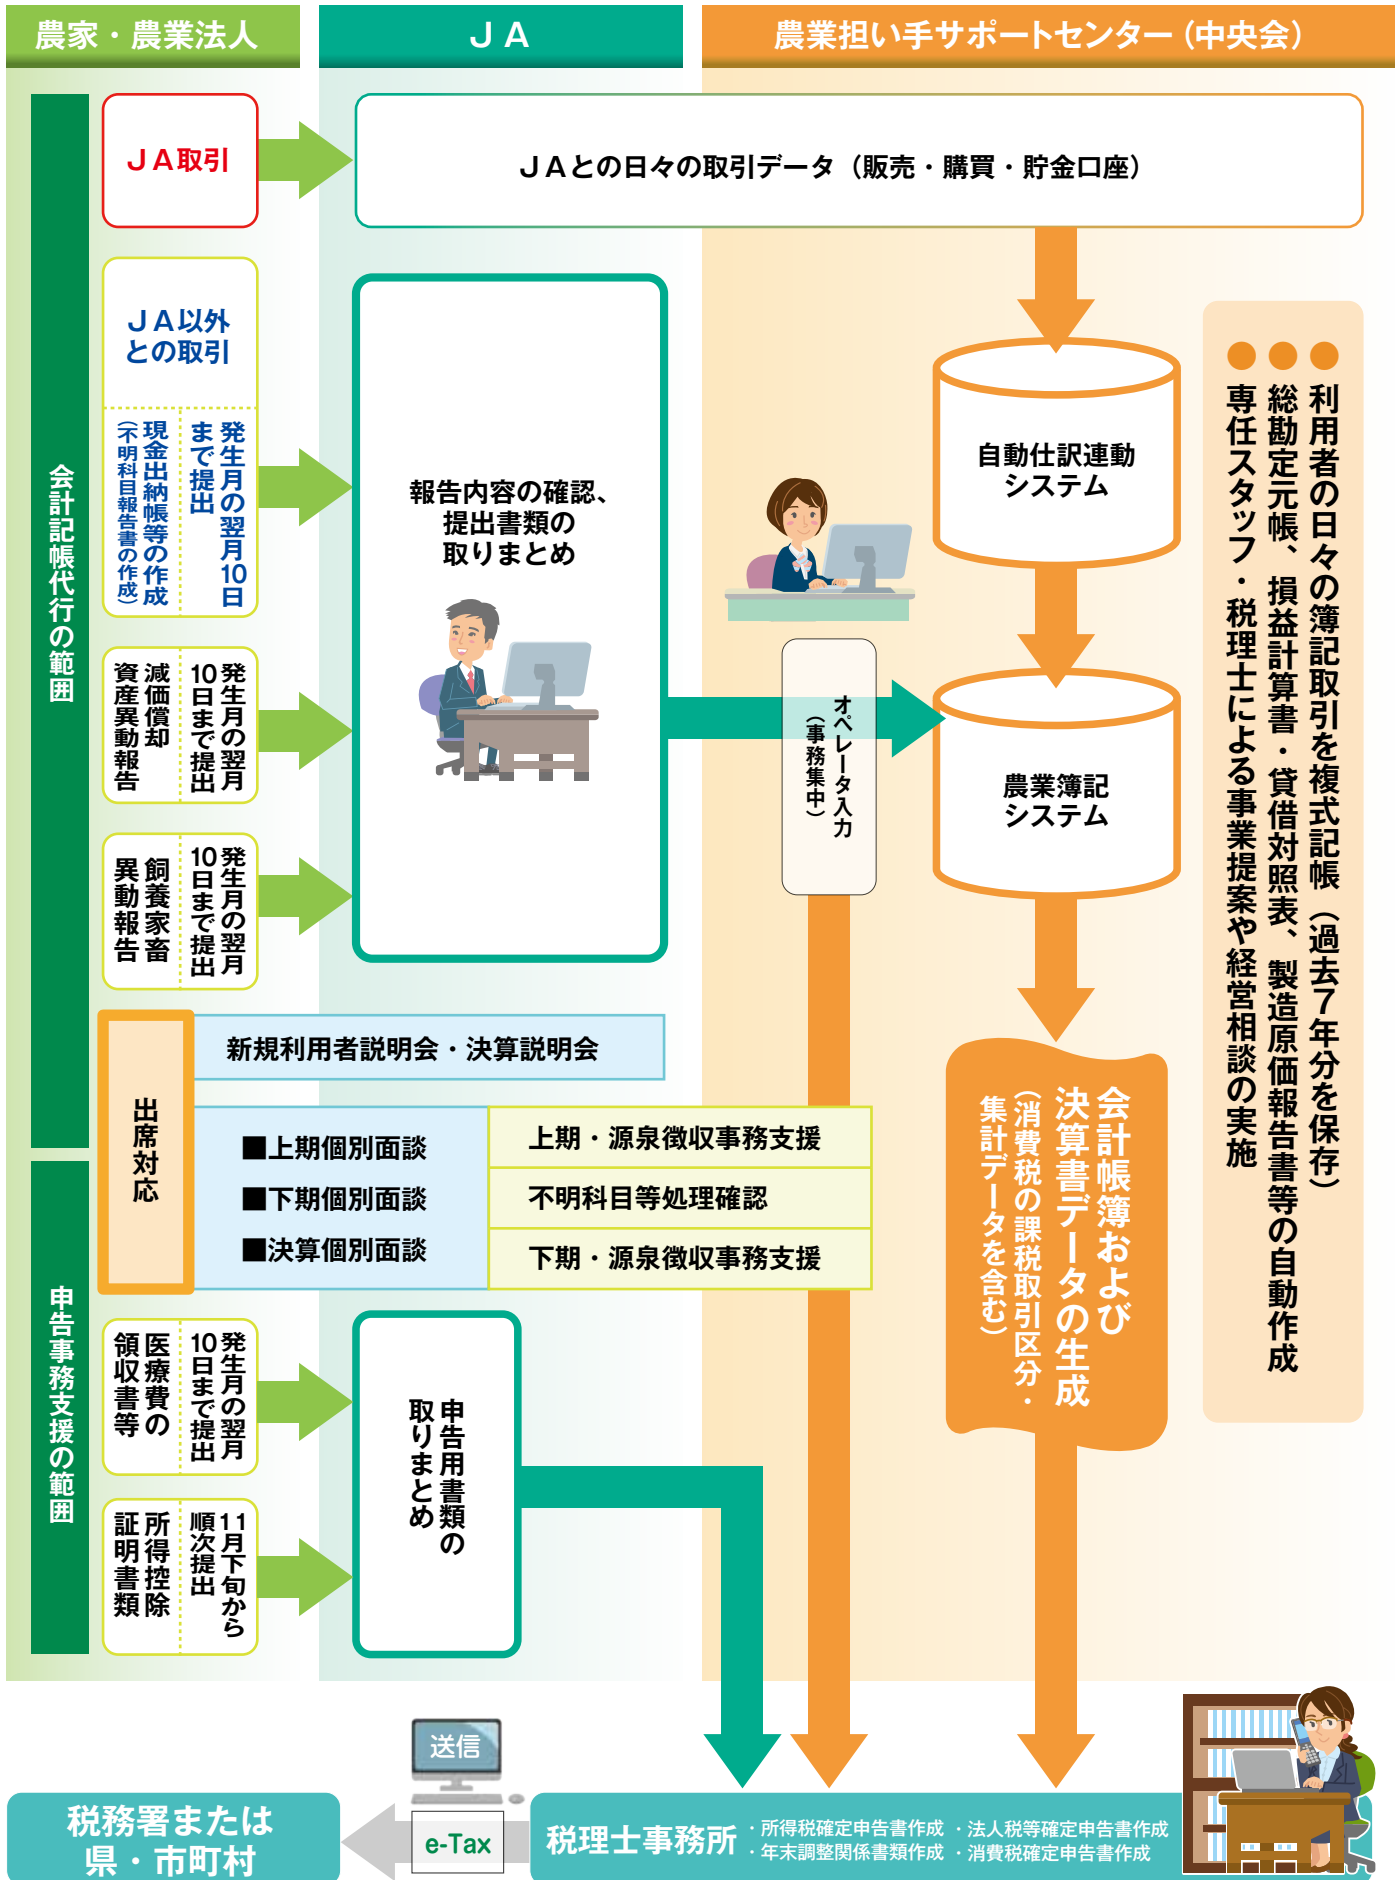 農家・農業法人
ＪＡ
農業担い手サポートセンター（中央会）
会計記帳代行の範囲
ＪＡ取引
ＪＡとの日々の取引データ（販売・購買・貯金口座）
ＪＡ以外
との取引
発生月の翌月10日
まで提出
現金出納帳等の作成
（不明科目報告書の作成）
発生月の翌月
10日まで提出
減価償却
資産異動報告
発生月の翌月
10日まで提出
飼養家畜
異動報告
報告内容の確認、
提出書類の
取りまとめ
オペレータ入力
（事務集中）
自動仕訳連動
システム
農業簿記
システム
●利用者の日々の簿記取引を複式記帳（過去７年分を保存）
●総勘定元帳、損益計算書・貸借対照表、製造原価報告書等の自動作成
●専任スタッフ・税理士による事業提案や経営相談の実施
出席対応
新規利用者説明会・決算説明会
■上期個別面談
■下期個別面談
■決算個別面談
上期・源泉徴収事務支援
不明科目等処理確認
下期・源泉徴収事務支援
会計帳簿および
決算書データの生成
（消費税の課税取引区分・
集計データを含む）
申告事務支援の範囲
発生月の翌月
10日まで提出
医療費の
領収書等
11月下旬から
順次提出
所得控除
証明書類
申告用書類の
取りまとめ
送信
e-Tax
税務署または
県・市町村
税理士事務所
・所得税確定申告書作成
・法人税等確定申告書作成
・年末調整関係書類作成
・消費税確定申告書作成